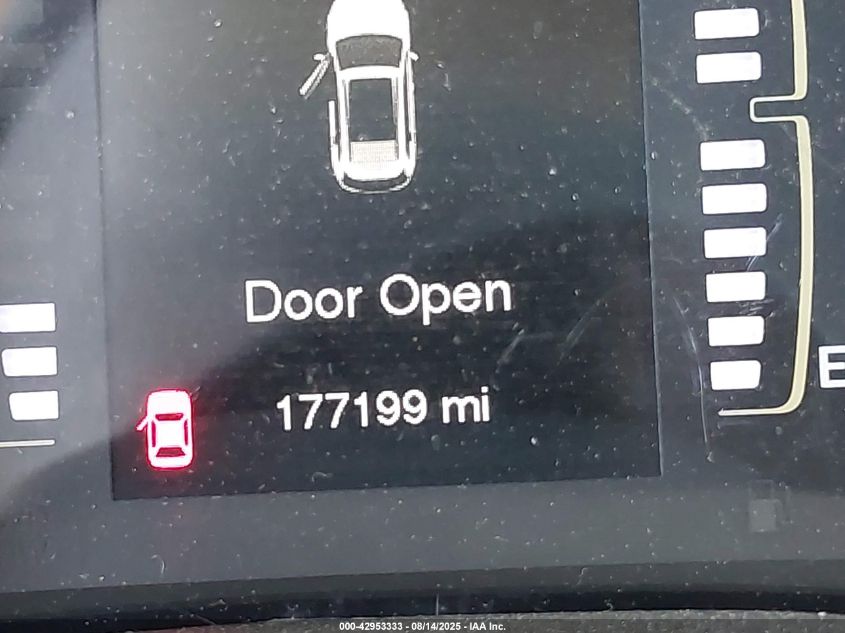 Door Open
177199 mi
E
000-42953333 - 08/14/2025 - IAA Inc.